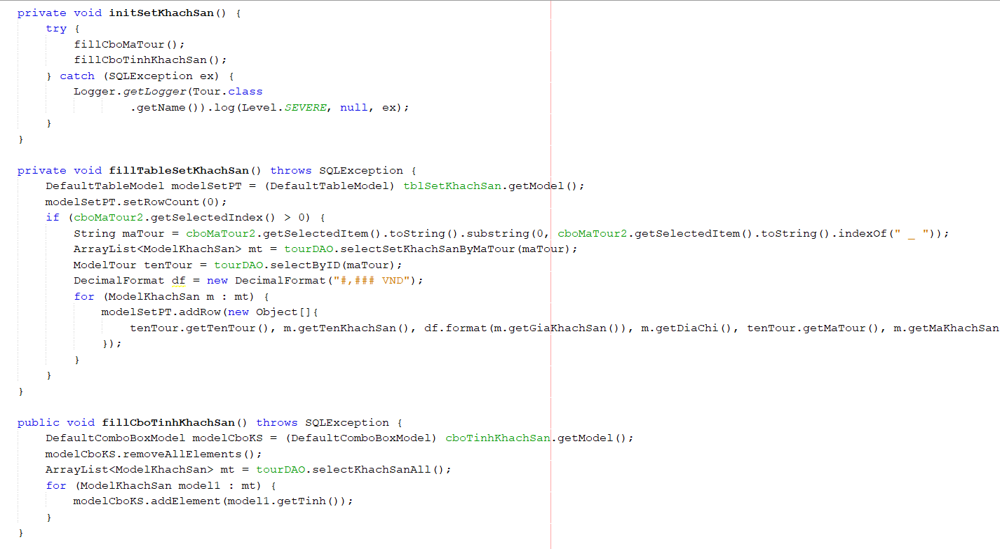 private void initSetKhachSan() {
    try {
        fillCboMaTour();
        fillCboTinhKhachSan();
    } catch (SQLException ex) {
        Logger.getLogger(Tour.class
                .getName()).log(Level.SEVERE, null, ex);
    }
}

private void fillTableSetKhachSan() throws SQLException {
    DefaultTableModel modelSetPT = (DefaultTableModel) tblSetKhachSan.getModel();
    modelSetPT.setRowCount(0);
    if (cboMaTour2.getSelectedIndex() > 0) {
        String maTour = cboMaTour2.getSelectedItem().toString().substring(0, cboMaTour2.getSelectedItem().toString().indexOf(" _ "));
        ArrayList<ModelKhachSan> mt = tourDAO.selectSetKhachSanByMaTour(maTour);
        ModelTour tenTour = tourDAO.selectByID(maTour);
        DecimalFormat df = new DecimalFormat("#,### VND");
        for (ModelKhachSan m : mt) {
            modelSetPT.addRow(new Object[]{
                tenTour.getTenTour(), m.getTenKhachSan(), df.format(m.getGiaKhachSan()), m.getDiaChi(), tenTour.getMaTour(), m.getMaKhachSan
            });
        }
    }
}

public void fillCboTinhKhachSan() throws SQLException {
    DefaultComboBoxModel modelCboKS = (DefaultComboBoxModel) cboTinhKhachSan.getModel();
    modelCboKS.removeAllElements();
    ArrayList<ModelKhachSan> mt = tourDAO.selectKhachSanAll();
    for (ModelKhachSan model1 : mt) {
        modelCboKS.addElement(model1.getTinh());
    }
}